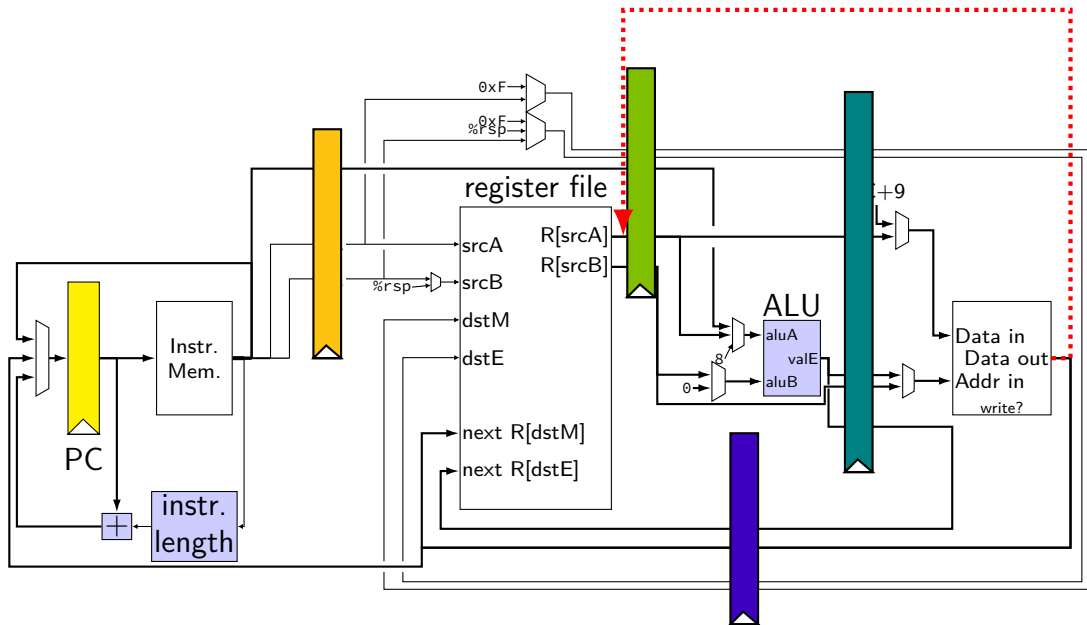 0xF
0xF
%rsp
register file
+9
R[srcA]
srcA
R[srcB]
srcB
%rsp
ALU
dstM
Instr.
Mem.
aluA
Data in
8
valE
dstE
Data out
aluB
Addr in
0
write?
next R[dstM]
PC
next R[dstE]
instr.
length
+